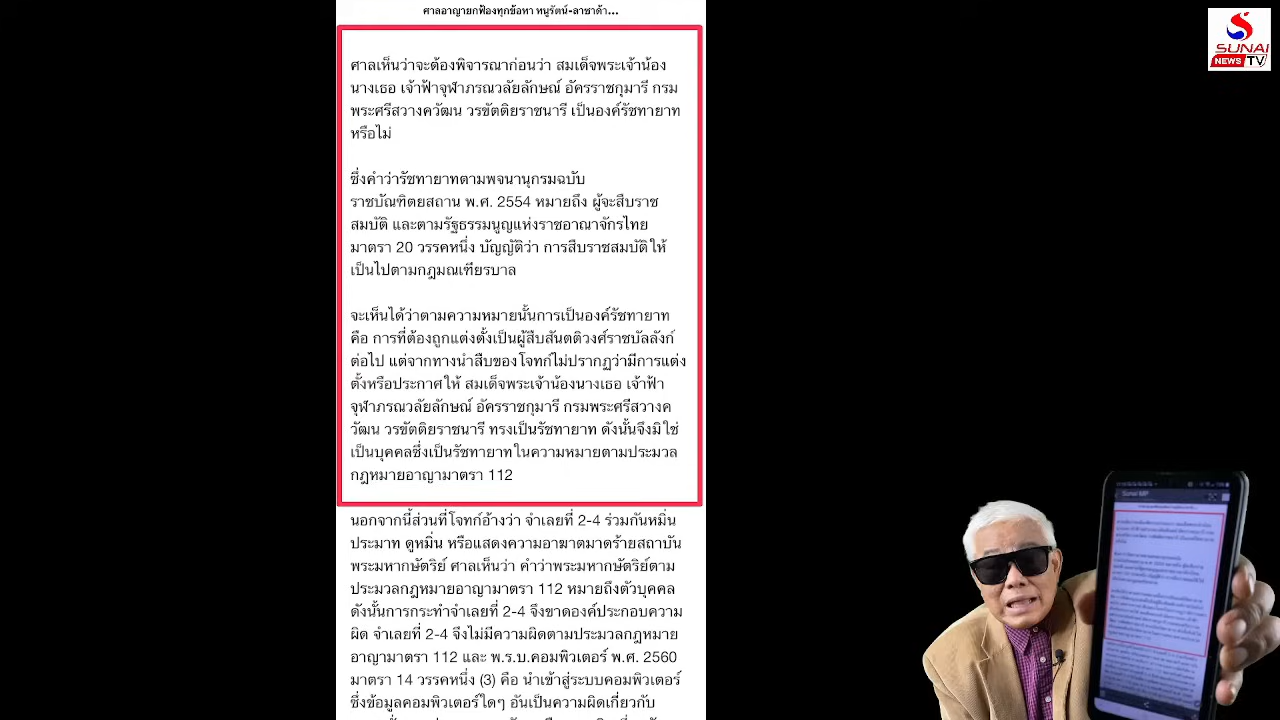 ศาลอาญายกฟ้องทุกข้อหา ทนูรัตน์-ลาซาด้า...
ศาลเห็นว่าจะต้องพิจารณาก่อนว่า สมเด็จพระเจ้าน้อง
นางเธอ เจ้าฟ้าจุฬาภรณวลัยลักษณ์ อัครราชกุมารี กรม
พระศรีสวางควัฒน วรขัตติยราชนารี เป็นองค์รัชทายาท
หรือไม่
ซึ่งคำว่ารัชทายาทตามพจนานุกรมฉบับ
ราชบัณฑิตยสถาน พ.ศ. 2554 หมายถึง ผู้จะสืบราช
สมบัติ และตามรัฐธรรมนูญแห่งราชอาณาจักรไทย
มาตรา 20 วรรคหนึ่ง บัญญัติว่า การสืบราชสมบัติให้
เป็นไปตามกฎมณเฑียรบาล
จะเห็นได้ว่าตามความหมายนั้นการเป็นองค์รัชทายาท
คือ การที่ต้องถูกแต่งตั้งเป็นผู้สืบสันตติวงศ์ราชบัลลังก์
ต่อไป แต่จากทางนำสืบของโจทก์ไม่ปรากฏว่ามีการแต่ง
ตั้งหรือประกาศให้ สมเด็จพระเจ้าน้องนางเธอ เจ้าฟ้า
จุฬาภรณวลัยลักษณ์ อัครราชกุมารี กรมพระศรีสวางค
วัฒน วรขัตติยราชนารี ทรงเป็นรัชทายาท ดังนั้นจึงมิใช่
เป็นบุคคลซึ่งเป็นรัชทายาทในความหมายตามประมวล
กฎหมายอาญามาตรา 112
นอกจากนี้ส่วนที่โจทก์อ้างว่า จำเลยที่ 2-4 ร่วมกันหมิ่น
ประมาท ดูหมิ่น หรือแสดงความอาฆาตมาดร้ายสถาบัน
พระมหากษัตริย์ ศาลเห็นว่า คำว่าพระมหากษัตริย์ตาม
ประมวลกฎหมายอาญามาตรา 112 หมายถึงตัวบุคคล
ดังนั้นการกระทำจำเลยที่ 2-4 จึงขาดองค์ประกอบความ
ผิด จำเลยที่ 2-4 จึงไม่มีความผิดตามประมวลกฎหมาย
อาญามาตรา 112 และ พ.ร.บ.คอมพิวเตอร์ พ.ศ. 2560
มาตรา 14 วรรคหนึ่ง (3) คือ นำเข้าสู่ระบบคอมพิวเตอร์
ซึ่งข้อมูลคอมพิวเตอร์ใดๆ อันเป็นความผิดเกี่ยวกับ
SUNAI
NEWS TV
Sunai MP